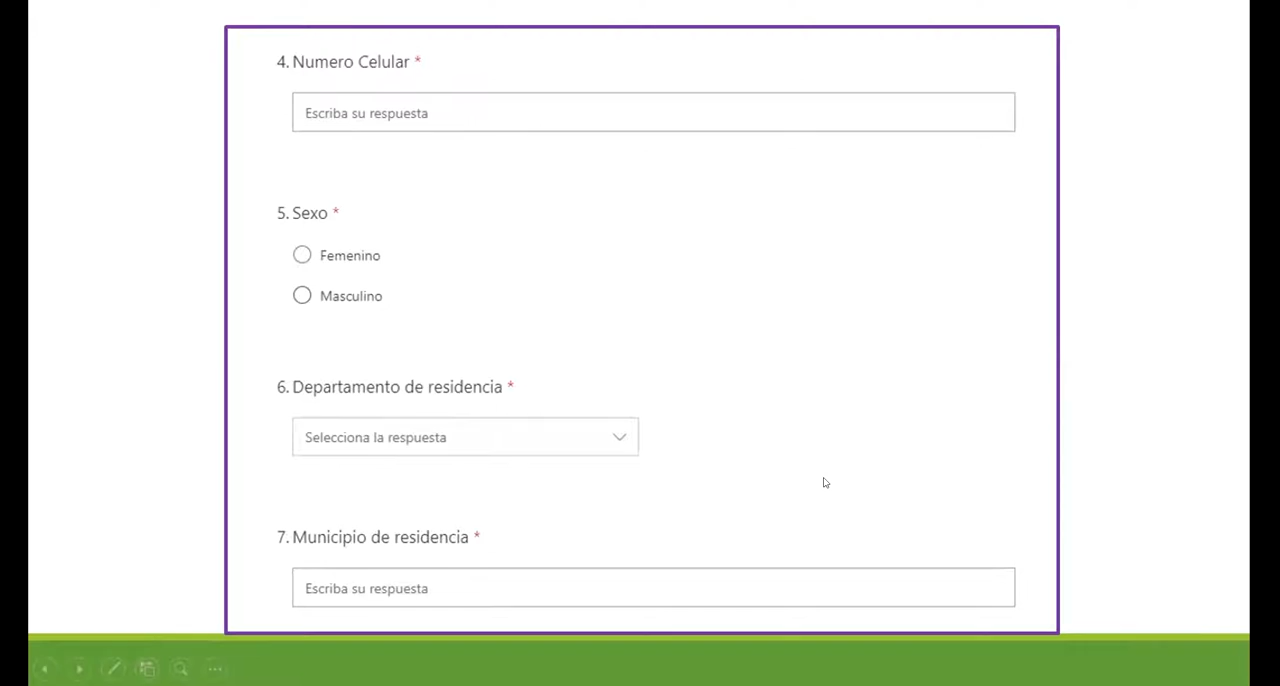 4. Numero Celular *
Escriba su respuesta
5. Sexo *
Femenino
Masculino
6. Departamento de residencia *
Selecciona la respuesta
7. Municipio de residencia *
Escriba su respuesta